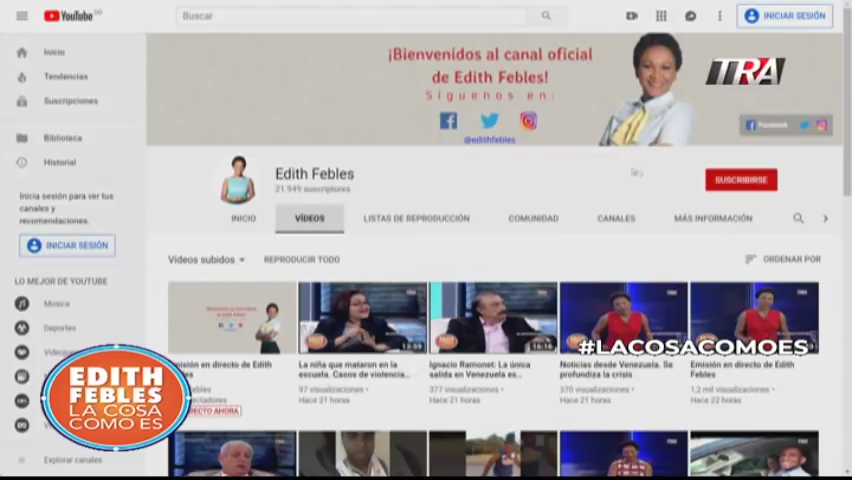 YouTube DO
Buscar
INICIAR SESIÓN
Inicio
Tendencias
Suscripciones
Biblioteca
Historial
Inicia sesión para ver tus
canales y
recomendaciones.
INICIAR SESIÓN
LO MEJOR DE YOUTUBE
Música
Deportes
Explorar canales
¡Bienvenidos al canal oficial
de Edith Febles!
Síguenos en:
@edithfebles
Facebook
TRA
Edith Febles
21.949 suscriptores
SUSCRIBIRSE
INICIO
VÍDEOS
LISTAS DE REPRODUCCIÓN
COMUNIDAD
CANALES
MÁS INFORMACIÓN
Vídeos subidos
REPRODUCIR TODO
ORDENAR POR
#LACOSACOMOES
Emisión en directo de Edith
Febles
La niña que mataron en la
escuela. Casos de violencia...
97 visualizaciones •
Hace 21 horas
Ignacio Ramonet: La única
salida en Venezuela es...
377 visualizaciones •
Hace 21 horas
Noticias desde Venezuela. Se
profundiza la crisis
370 visualizaciones •
Hace 21 horas
Emisión en directo de Edith
Febles
1,2 mil visualizaciones •
Hace 22 horas
EDITH
FEBLES
LA COSA
COMO ES